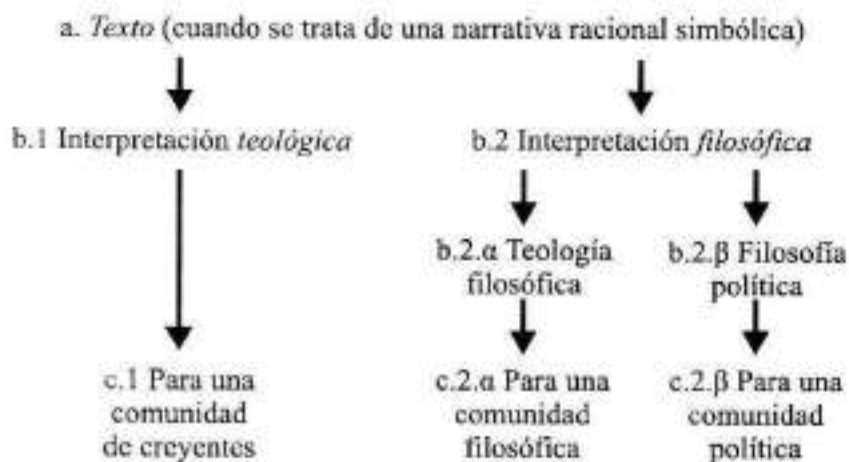 a. Texto (cuando se trata de una narrativa racional simbólica)
b.1 Interpretación teológica
b.2 Interpretación filosófica
b.2.α Teología
filosófica
b.2.β Filosofía
política
c.1 Para una
comunidad
de creyentes
c.2.α Para una
comunidad
filosófica
c.2.β Para una
comunidad
política